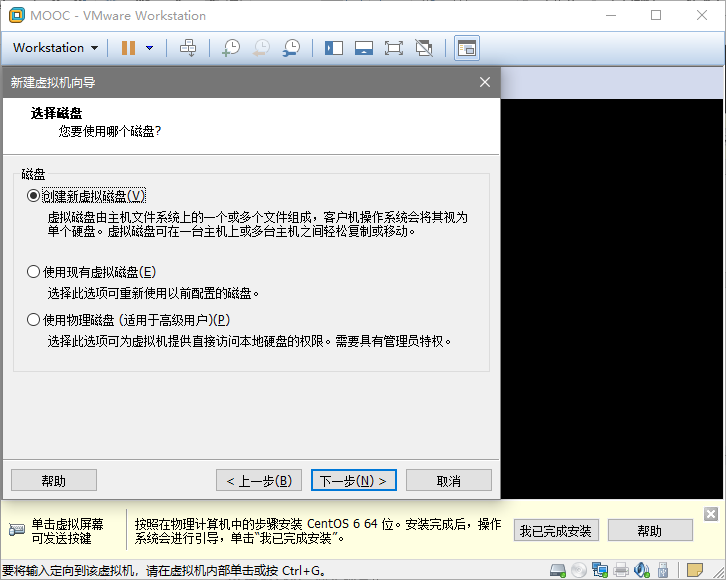 MOOC - VMware Workstation
Workstation
新建虚拟机向导
选择磁盘
您要使用哪个磁盘?
磁盘
创建新虚拟磁盘(V)
虚拟磁盘由主机文件系统上的一个或多个文件组成，客户机操作系统会将其视为
单个硬盘。虚拟磁盘可在一台主机上或多台主机之间轻松复制或移动。
使用现有虚拟磁盘(E)
选择此选项可重新使用以前配置的磁盘。
使用物理磁盘 (适用于高级用户)(P)
选择此选项可为虚拟机提供直接访问本地硬盘的权限。需要具有管理员特权。
帮助
< 上一步(B)
下一步(N) >
取消
单击虚拟屏幕
可发送按键
按照在物理计算机中的步骤安装 CentOS 6 64 位。安装完成后，操作
系统会进行引导，单击“我已完成安装”。
我已完成安装
帮助
要将输入定向到该虚拟机，请在虚拟机内部单击或按 Ctrl+G。